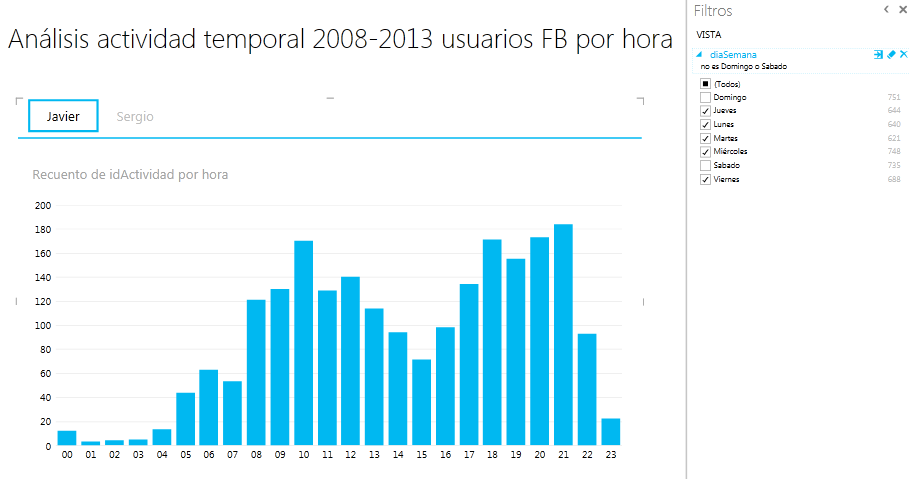 Análisis actividad temporal 2008-2013 usuarios FB por hora
Javier Sergio
Recuento de idActividad por hora
200
180
160
140
120
100
80
60
40
20
0
00 01 02 03 04 05 06 07 08 09 10 11 12 13 14 15 16 17 18 19 20 21 22 23
Filtros
VISTA
diaSemana
no es Domingo o Sabado
(Todos)
Domingo 751
Jueves 644
Lunes 640
Martes 621
Miércoles 748
Sabado 735
Viernes 688